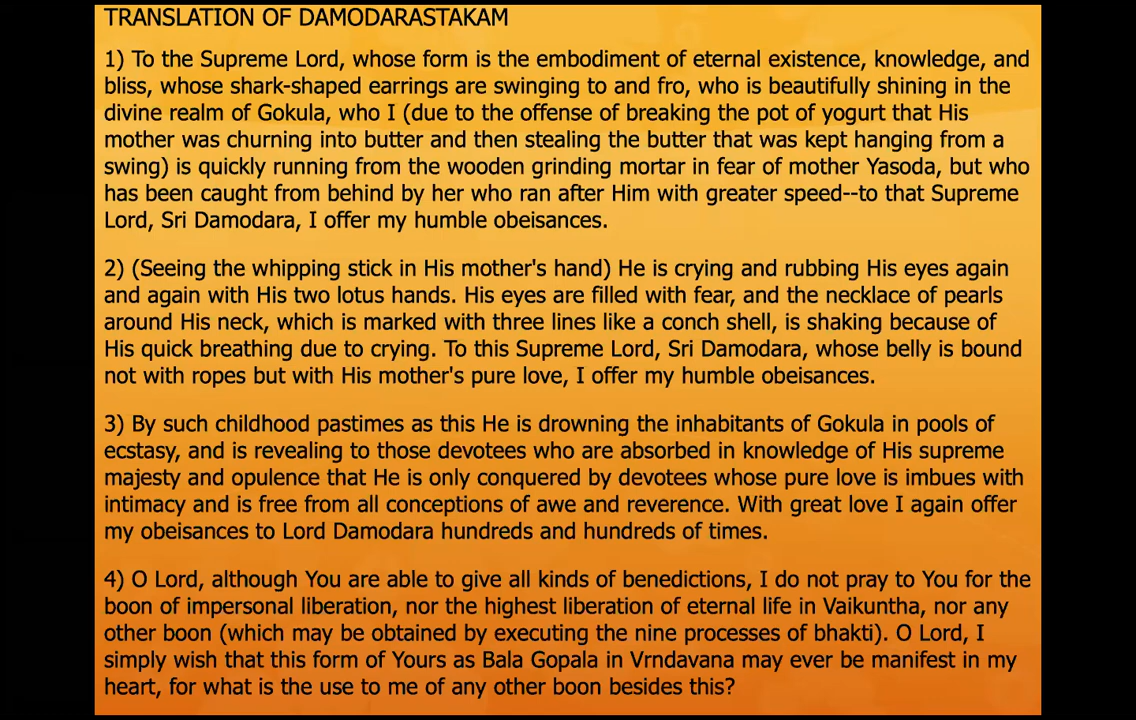 TRANSLATION OF DAMODARASTAKAM
1) To the Supreme Lord, whose form is the embodiment of eternal existence, knowledge, and
bliss, whose shark-shaped earrings are swinging to and fro, who is beautifully shining in the
divine realm of Gokula, who I (due to the offense of breaking the pot of yogurt that His
mother was churning into butter and then stealing the butter that was kept hanging from a
swing) is quickly running from the wooden grinding mortar in fear of mother Yasoda, but who
has been caught from behind by her who ran after Him with greater speed--to that Supreme
Lord, Sri Damodara, I offer my humble obeisances.
2) (Seeing the whipping stick in His mother's hand) He is crying and rubbing His eyes again
and again with His two lotus hands. His eyes are filled with fear, and the necklace of pearls
around His neck, which is marked with three lines like a conch shell, is shaking because of
His quick breathing due to crying. To this Supreme Lord, Sri Damodara, whose belly is bound
not with ropes but with His mother's pure love, I offer my humble obeisances.
3) By such childhood pastimes as this He is drowning the inhabitants of Gokula in pools of
ecstasy, and is revealing to those devotees who are absorbed in knowledge of His supreme
majesty and opulence that He is only conquered by devotees whose pure love is imbues with
intimacy and is free from all conceptions of awe and reverence. With great love I again offer
my obeisances to Lord Damodara hundreds and hundreds of times.
4) O Lord, although You are able to give all kinds of benedictions, I do not pray to You for the
boon of impersonal liberation, nor the highest liberation of eternal life in Vaikuntha, nor any
other boon (which may be obtained by executing the nine processes of bhakti). O Lord, I
simply wish that this form of Yours as Bala Gopala in Vrndavana may ever be manifest in my
heart, for what is the use to me of any other boon besides this?